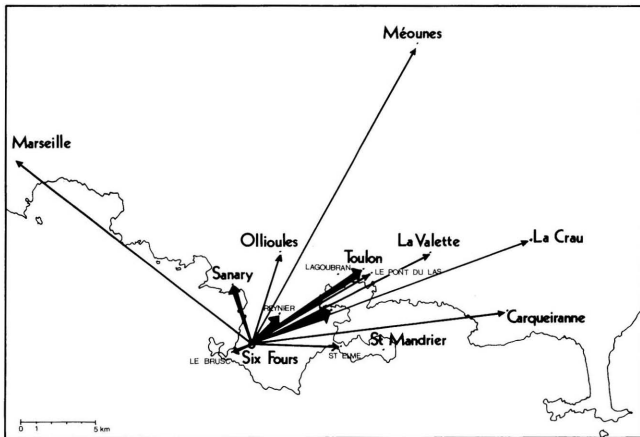 Méounes
Marseille
Ollioules
La Valette
La Crau
Toulon
LAGOUBRAN
LE PONT DU LAS
Sanary
REYNIER
Carqueiranne
St Mandrier
ST ELME
LE BRUSC
Six Fours
0 1 5 km